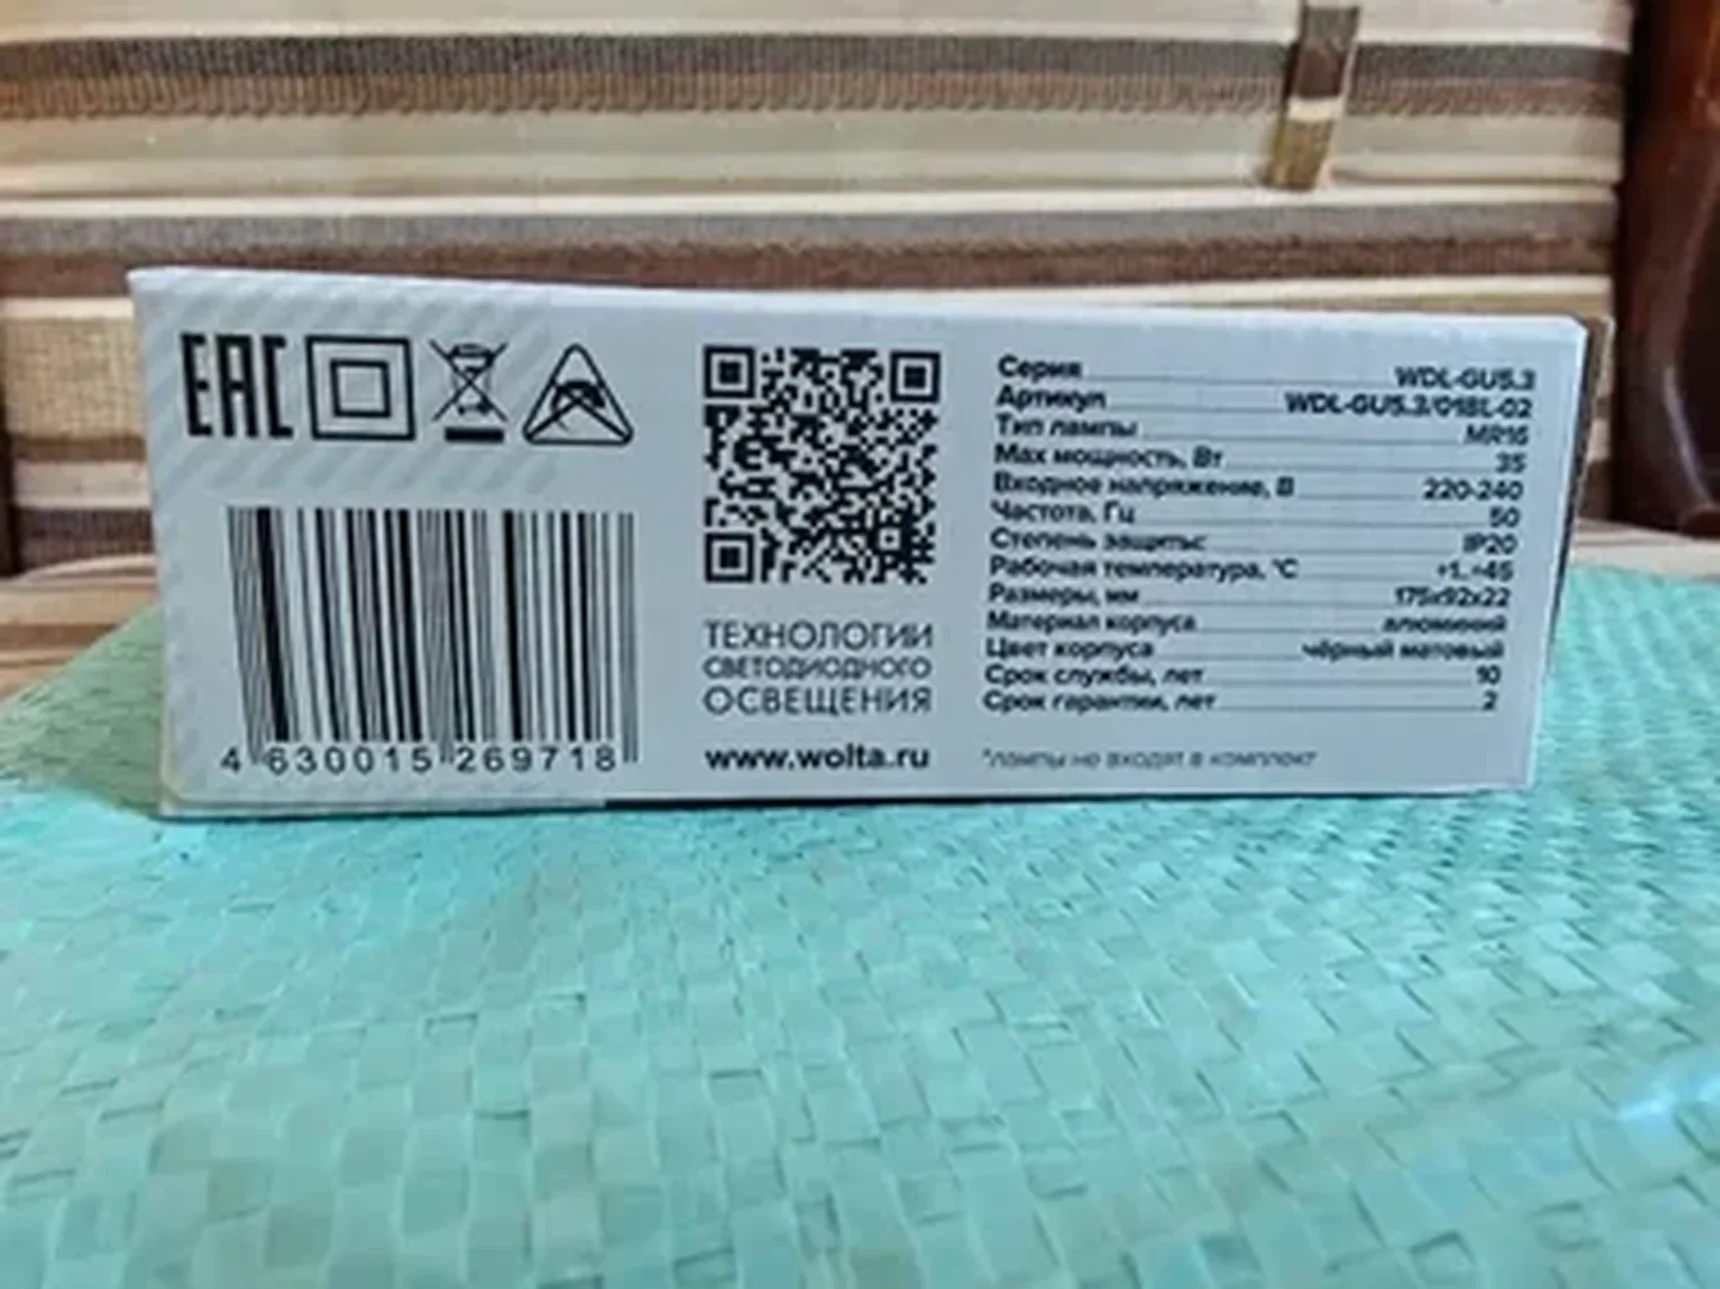 EAC
4 630015 269718
ТЕХНОЛОГИИ
СВЕТОДИОДНОГО
ОСВЕЩЕНИЯ
www.wolta.ru
Серия WDL-GU5.3
Артикул WDL-GU5.3/01BL-02
Тип лампы MR16
Мах мощность, Вт 35
Входное напряжение, В 220-240
Частота, Гц 50
Степень защиты: IP20
Рабочая температура, °С +1..+45
Размеры, мм 175x92x22
Материал корпуса алюминий
Цвет корпуса чёрный матовый
Срок службы, лет 10
Срок гарантии, лет 2
*лампы не входят в комплект